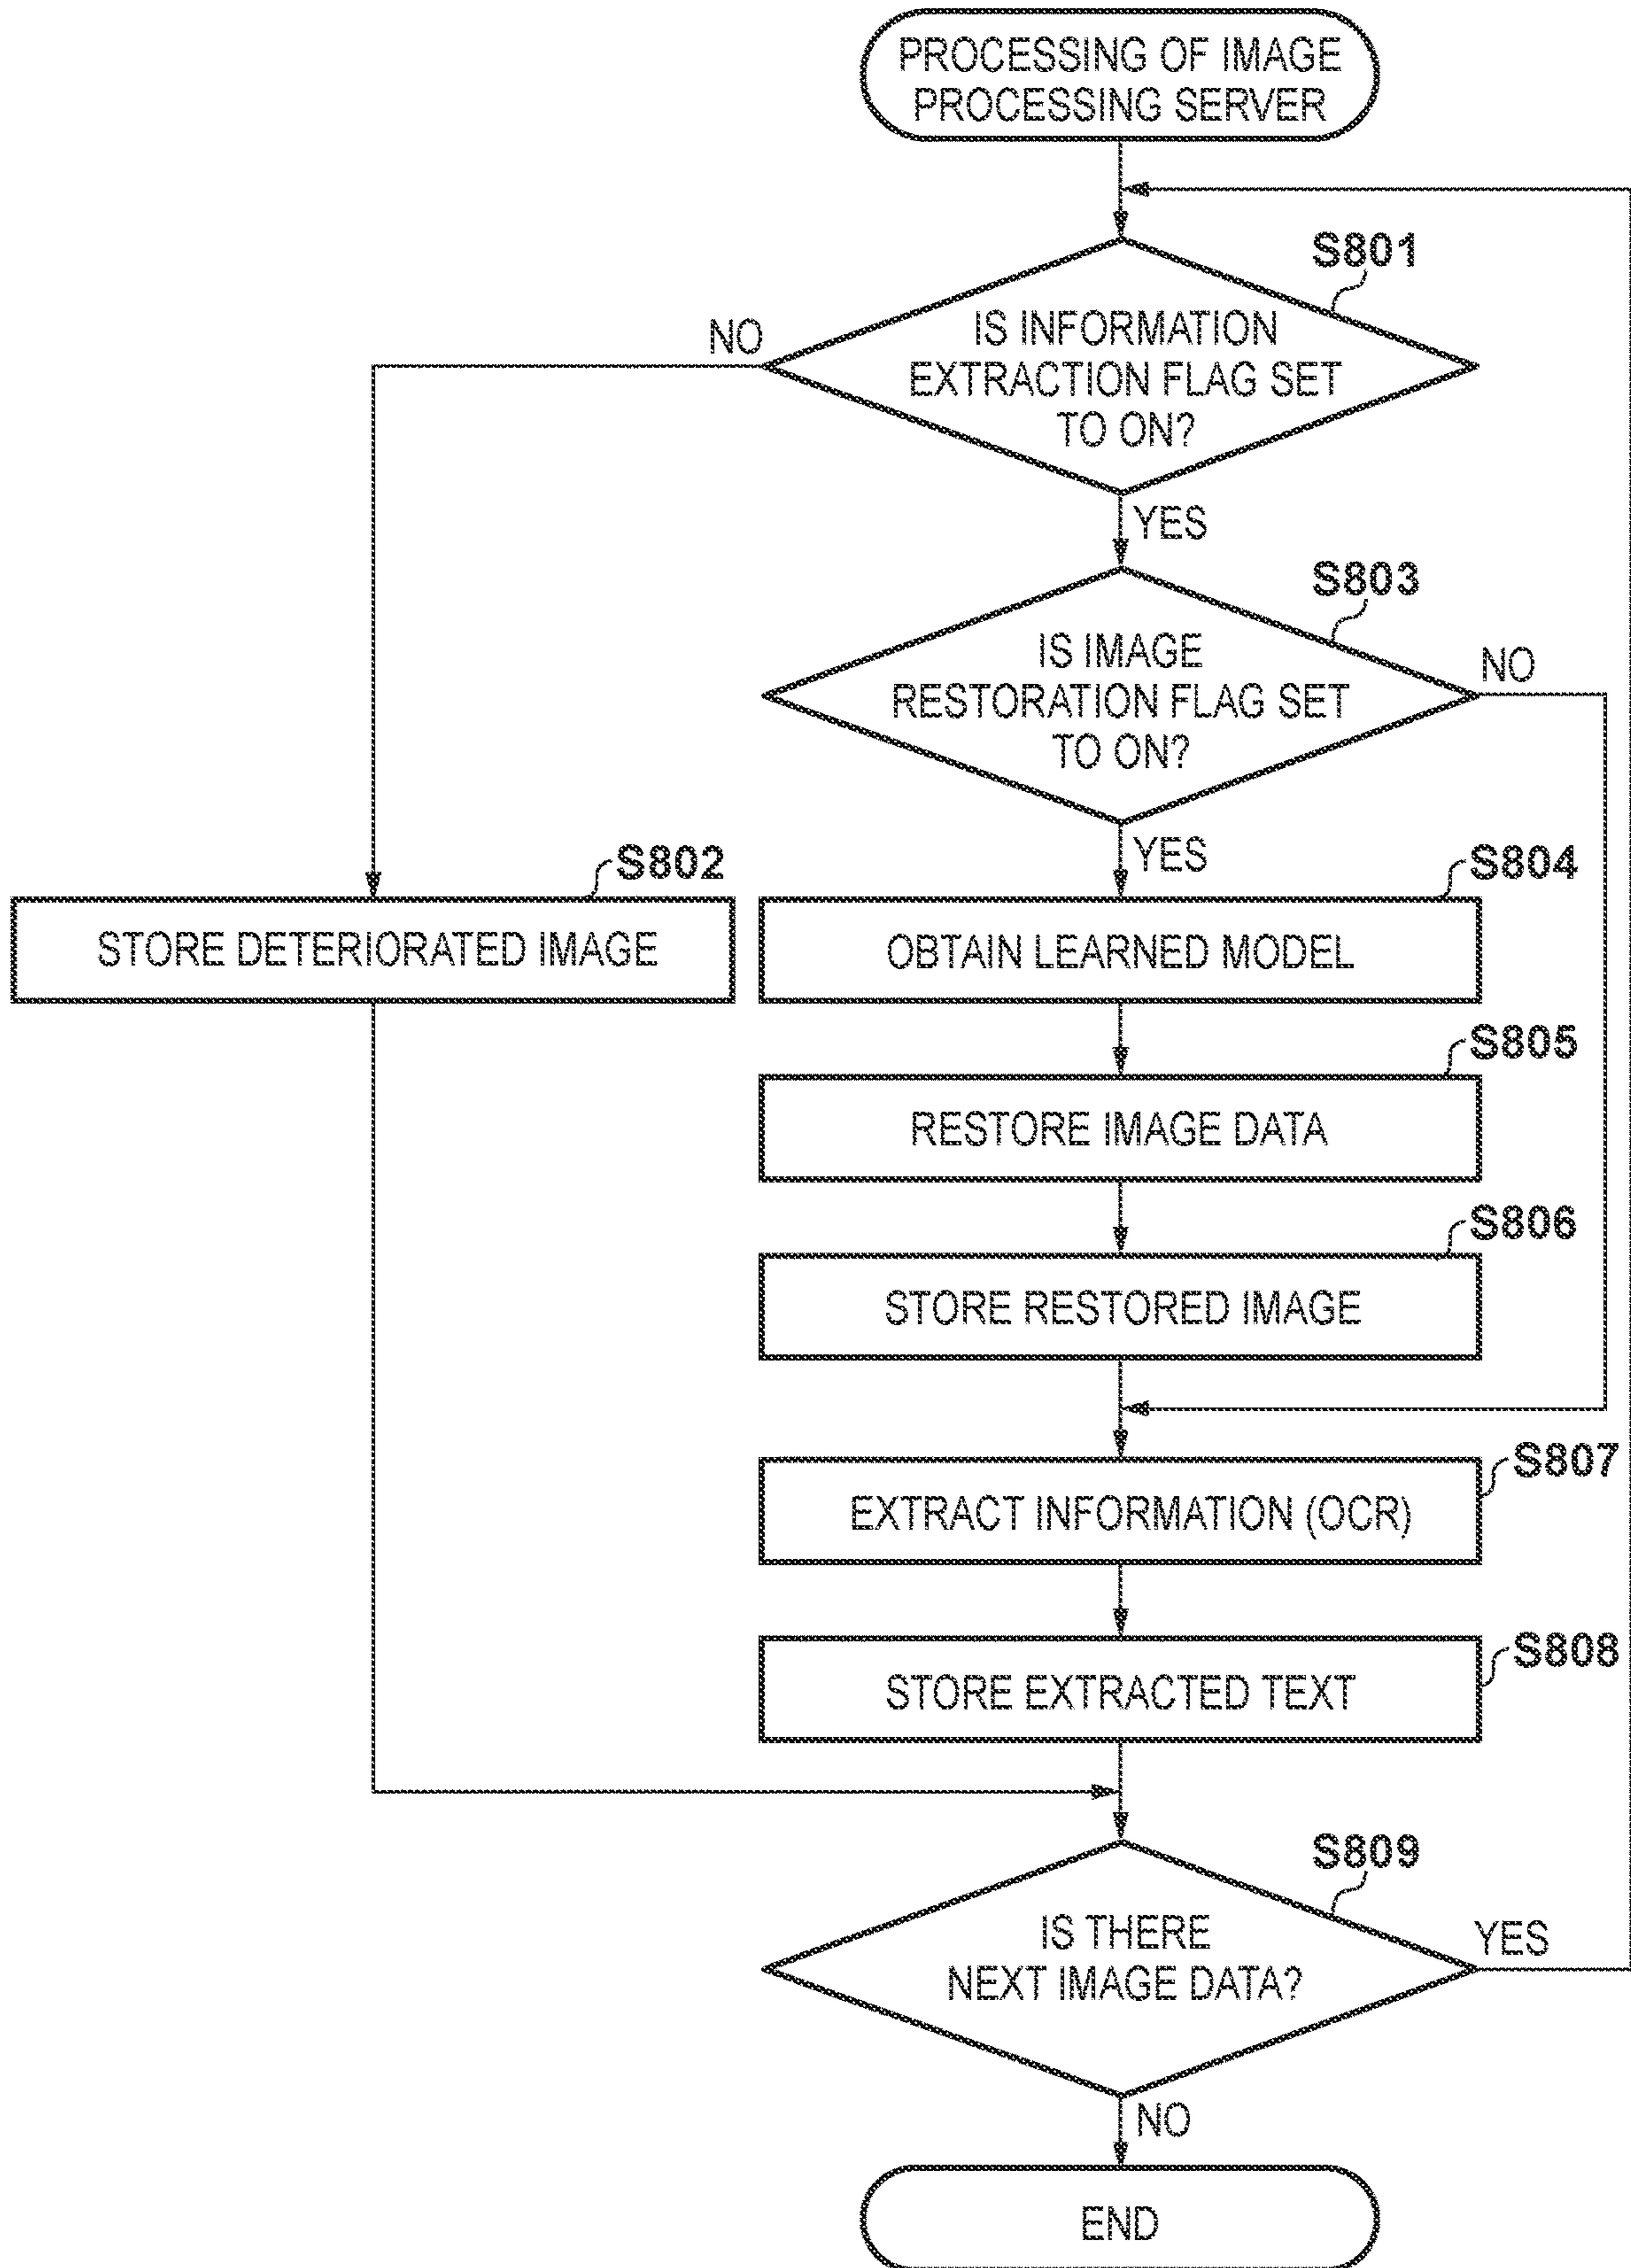 PROCESSING OF IMAGE
PROCESSING SERVER
S801
IS INFORMATION
EXTRACTION FLAG SET
TO ON?
NO
YES
S803
IS IMAGE
RESTORATION FLAG SET
TO ON?
NO
YES
S802
STORE DETERIORATED IMAGE
S804
OBTAIN LEARNED MODEL
S805
RESTORE IMAGE DATA
S806
STORE RESTORED IMAGE
S807
EXTRACT INFORMATION (OCR)
S808
STORE EXTRACTED TEXT
S809
IS THERE
NEXT IMAGE DATA?
YES
NO
END